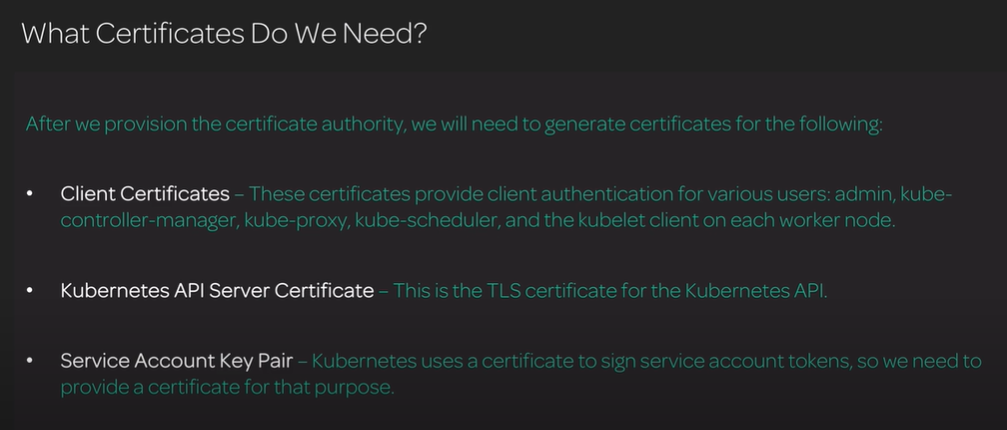 What Certificates Do We Need?
After we provision the certificate authority, we will need to generate certificates for the following:
• Client Certificates – These certificates provide client authentication for various users: admin, kube-
controller-manager, kube-proxy, kube-scheduler, and the kubelet client on each worker node.
• Kubernetes API Server Certificate – This is the TLS certificate for the Kubernetes API.
• Service Account Key Pair – Kubernetes uses a certificate to sign service account tokens, so we need to
provide a certificate for that purpose.